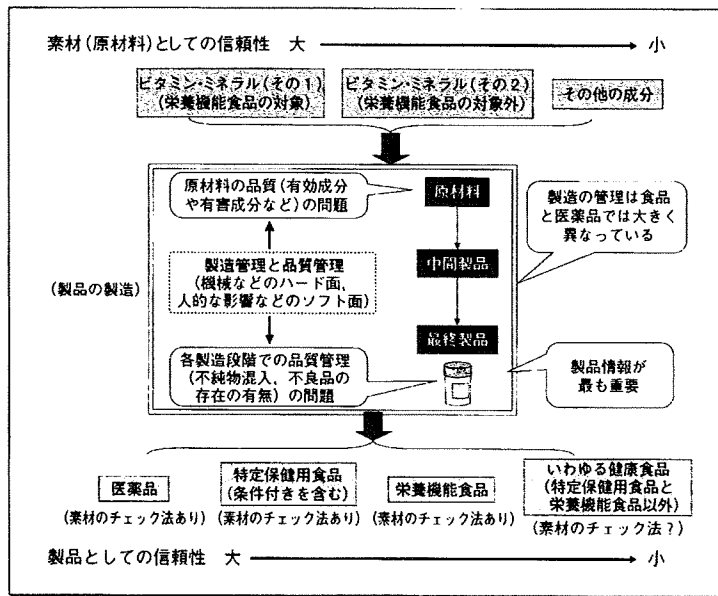 素材(原材料)としての信頼性 大 小
ビタミン・ミネラル(その1)
(栄養機能食品の対象)
ビタミン・ミネラル(その2)
(栄養機能食品の対象外)
その他の成分
原材料の品質(有効成分
や有害成分など)の問題
原材料
製造の管理は食品
と医薬品では大きく
異なっている
(製品の製造)
製造管理と品質管理
(機械などのハード面、
人的な影響などのソフト面)
中間製品
最終製品
各製造段階での品質管理
(不純物混入、不良品の
存在の有無)の問題
製品情報が
最も重要
医薬品
(素材のチェック法あり)
特定保健用食品
(条件付きを含む)
(素材のチェック法あり)
栄養機能食品
(素材のチェック法あり)
いわゆる健康食品
(特定保健用食品と
栄養機能食品以外)
(素材のチェック法?)
製品としての信頼性 大 小